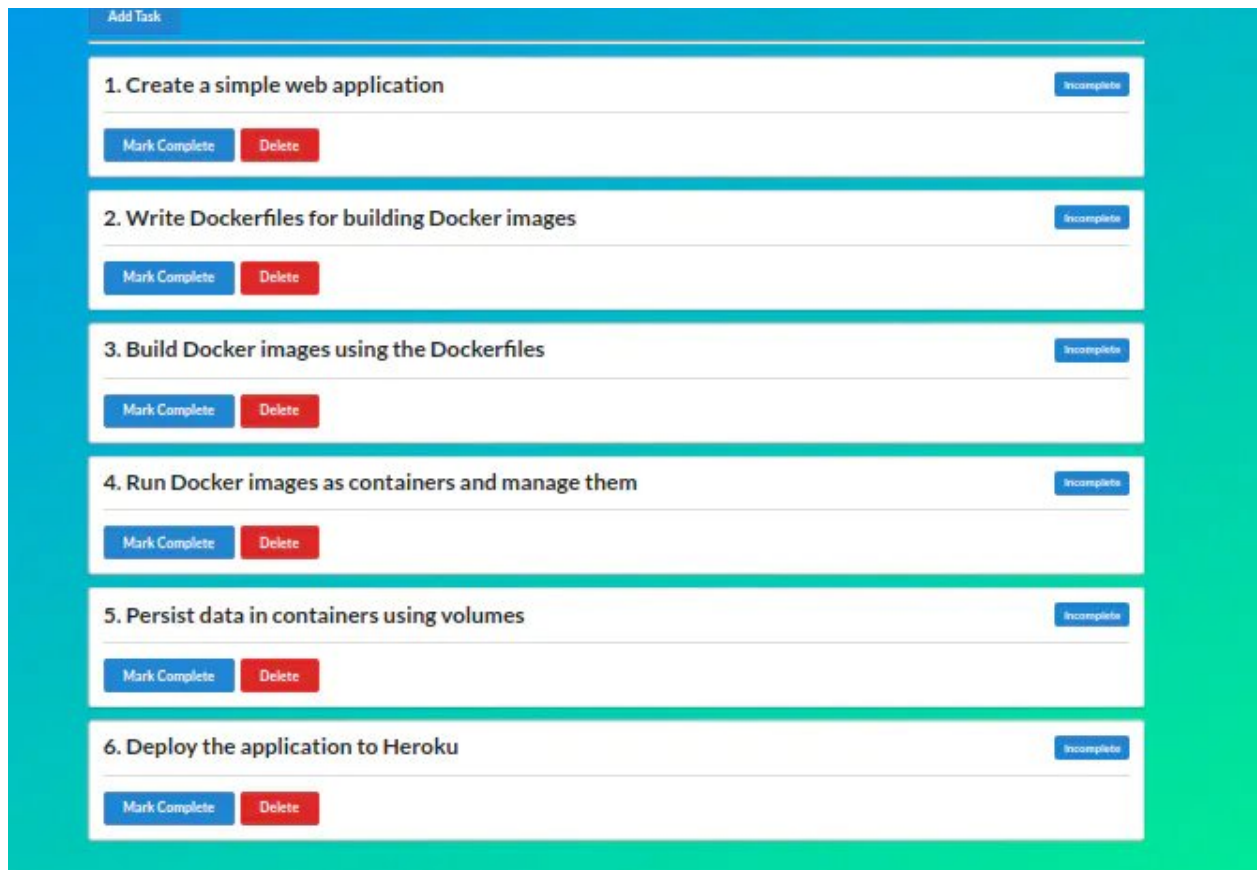 Add Task
1. Create a simple web application
Incomplete
Mark Complete Delete
2. Write Dockerfiles for building Docker images
Incomplete
Mark Complete Delete
3. Build Docker images using the Dockerfiles
Incomplete
Mark Complete Delete
4. Run Docker images as containers and manage them
Incomplete
Mark Complete Delete
5. Persist data in containers using volumes
Incomplete
Mark Complete Delete
6. Deploy the application to Heroku
Incomplete
Mark Complete Delete